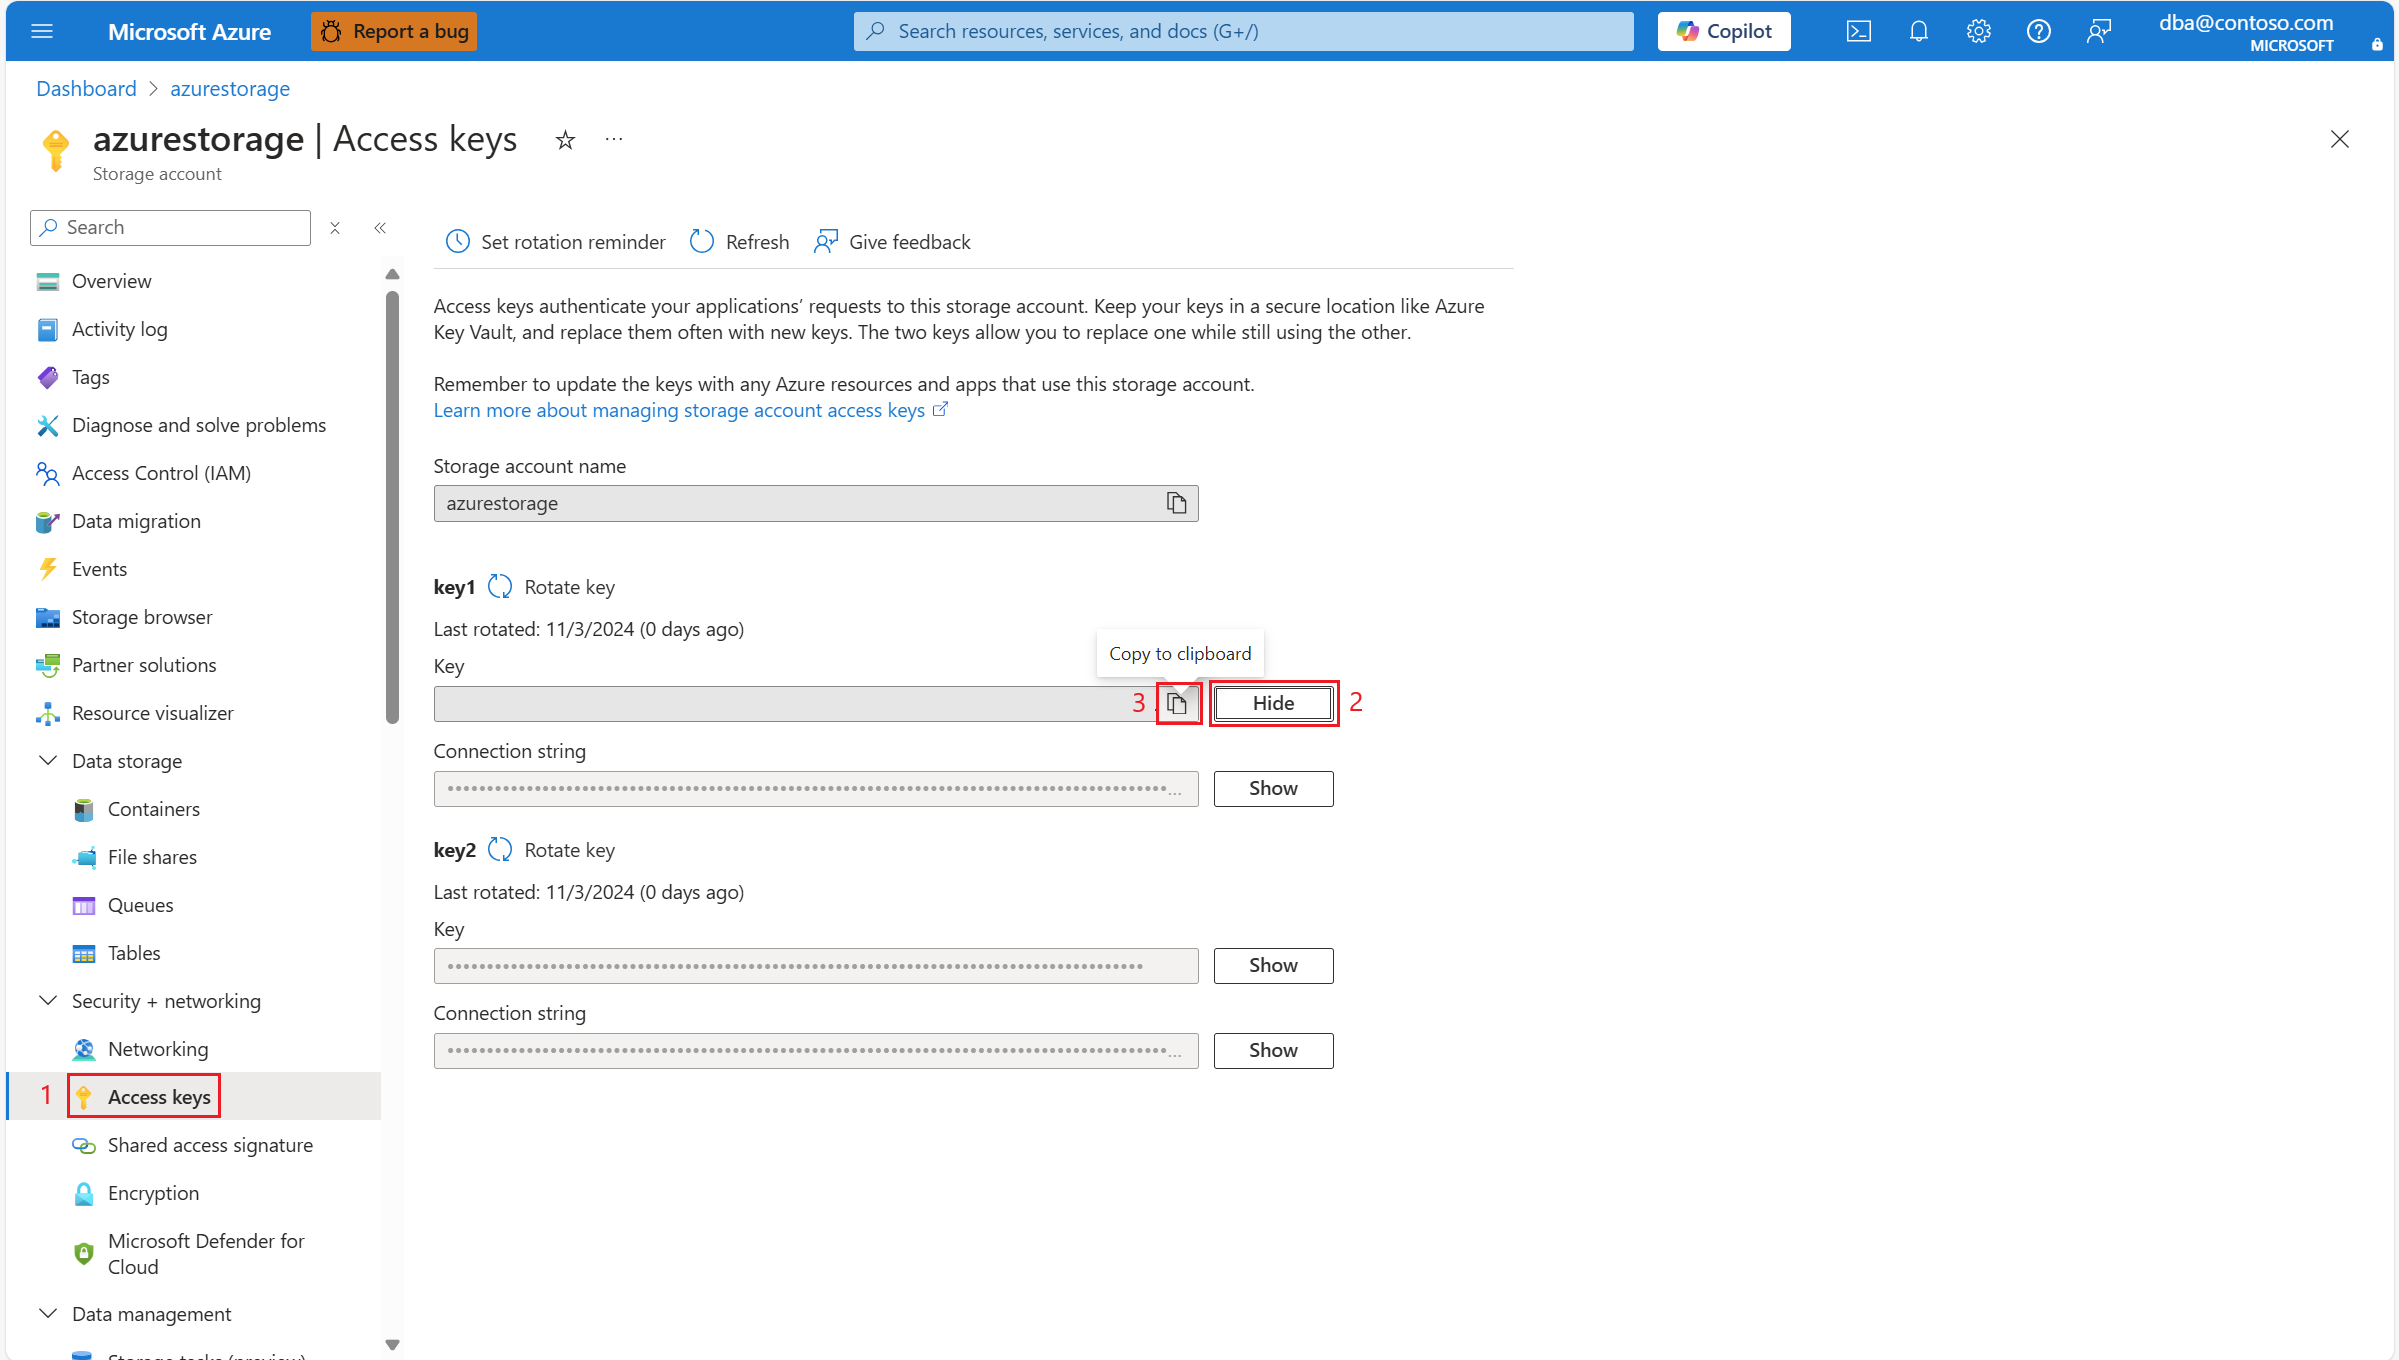 Microsoft Azure
Report a bug
Search resources, services, and docs (G+/)
Copilot
dba@contoso.com
MICROSOFT
Dashboard > azurestorage
azurestorage | Access keys
Storage account
Search
Set rotation reminder
Refresh
Give feedback
Overview
Activity log
Tags
Diagnose and solve problems
Access Control (IAM)
Data migration
Events
Storage browser
Partner solutions
Resource visualizer
Data storage
Containers
File shares
Queues
Tables
Security + networking
Networking
1 Access keys
Shared access signature
Encryption
Microsoft Defender for
Cloud
Data management
Storage tasks (preview)
Access keys authenticate your applications’ requests to this storage account. Keep your keys in a secure location like Azure
Key Vault, and replace them often with new keys. The two keys allow you to replace one while still using the other.
Remember to update the keys with any Azure resources and apps that use this storage account.
Learn more about managing storage account access keys
Storage account name
azurestorage
key1 Rotate key
Last rotated: 11/3/2024 (0 days ago)
Copy to clipboard
Key
3 Hide 2
Connection string
Show
key2 Rotate key
Last rotated: 11/3/2024 (0 days ago)
Key
Show
Connection string
Show